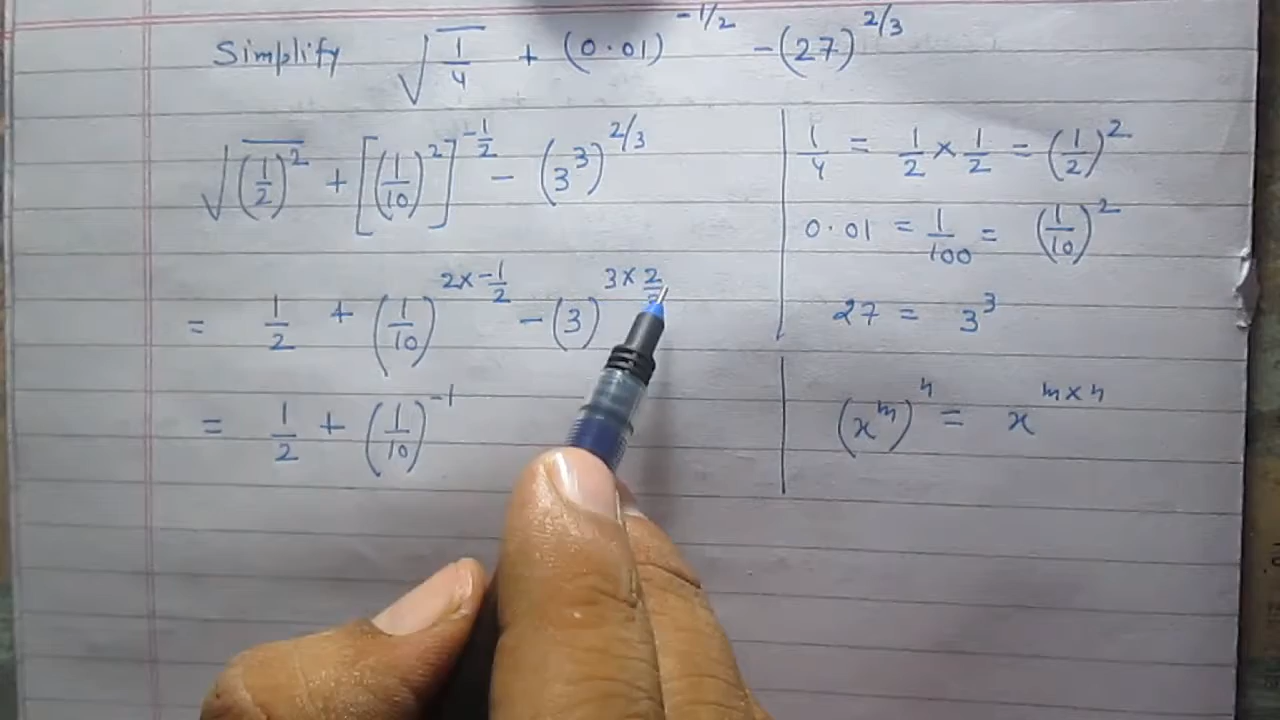 Simplify √(1/4) + (0.01)^(-1/2) - (27)^(2/3)
√((1/2)^2) + [(1/10)^2]^(-1/2) - (3^3)^(2/3)
= 1/2 + (1/10)^(2 × -1/2) - (3)^(3 × 2/
= 1/2 + (1/10)^(-1)
1/4 = 1/2 × 1/2 = (1/2)^2
0.01 = 1/100 = (1/10)^2
27 = 3^3
(x^m)^n = x^(m × n)